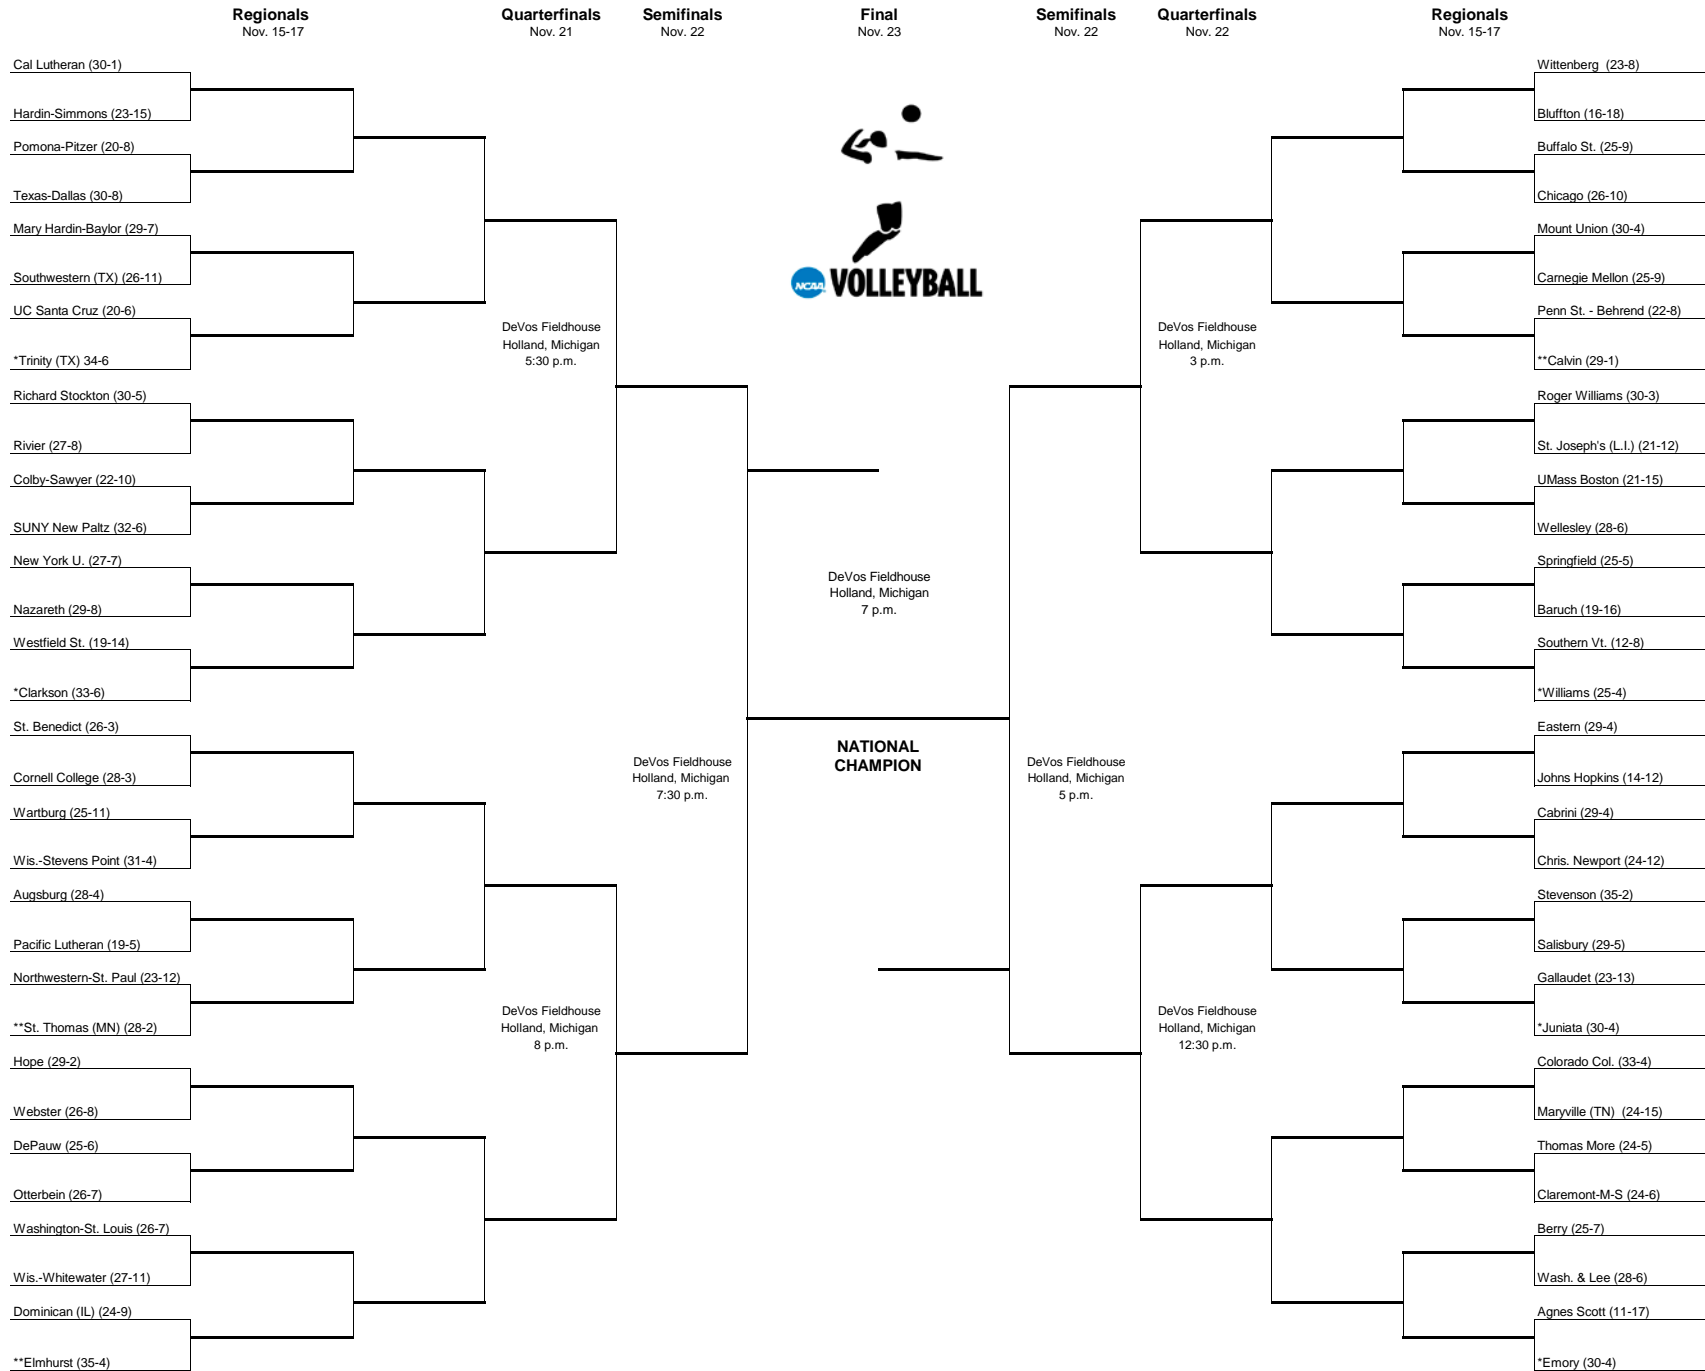 Regionals
Nov. 15-17
Quarterfinals
Nov. 21
Semifinals
Nov. 22
Final
Nov. 23
Semifinals
Nov. 22
Quarterfinals
Nov. 22
Regionals
Nov. 15-17
Cal Lutheran (30-1)
Hardin-Simmons (23-15)
Pomona-Pitzer (20-8)
Texas-Dallas (30-8)
Mary Hardin-Baylor (29-7)
Southwestern (TX) (26-11)
UC Santa Cruz (20-6)
*Trinity (TX) 34-6
Richard Stockton (30-5)
Rivier (27-8)
Colby-Sawyer (22-10)
SUNY New Paltz (32-6)
New York U. (27-7)
Nazareth (29-8)
Westfield St. (19-14)
*Clarkson (33-6)
St. Benedict (26-3)
Cornell College (28-3)
Wartburg (25-11)
Wis.-Stevens Point (31-4)
Augsburg (28-4)
Pacific Lutheran (19-5)
Northwestern-St. Paul (23-12)
**St. Thomas (MN) (28-2)
Hope (29-2)
Webster (26-8)
DePauw (25-6)
Otterbein (26-7)
Washington-St. Louis (26-7)
Wis.-Whitewater (27-11)
Dominican (IL) (24-9)
**Elmhurst (35-4)
DeVos Fieldhouse
Holland, Michigan
5:30 p.m.
DeVos Fieldhouse
Holland, Michigan
8 p.m.
DeVos Fieldhouse
Holland, Michigan
7:30 p.m.
NCAA VOLLEYBALL
DeVos Fieldhouse
Holland, Michigan
7 p.m.
NATIONAL
CHAMPION
DeVos Fieldhouse
Holland, Michigan
5 p.m.
DeVos Fieldhouse
Holland, Michigan
3 p.m.
DeVos Fieldhouse
Holland, Michigan
12:30 p.m.
Wittenberg (23-8)
Bluffton (16-18)
Buffalo St. (25-9)
Chicago (26-10)
Mount Union (30-4)
Carnegie Mellon (25-9)
Penn St. - Behrend (22-8)
**Calvin (29-1)
Roger Williams (30-3)
St. Joseph's (L.I.) (21-12)
UMass Boston (21-15)
Wellesley (28-6)
Springfield (25-5)
Baruch (19-16)
Southern Vt. (12-8)
*Williams (25-4)
Eastern (29-4)
Johns Hopkins (14-12)
Cabrini (29-4)
Chris. Newport (24-12)
Stevenson (35-2)
Salisbury (29-5)
Gallaudet (23-13)
*Juniata (30-4)
Colorado Col. (33-4)
Maryville (TN) (24-15)
Thomas More (24-5)
Claremont-M-S (24-6)
Berry (25-7)
Wash. & Lee (28-6)
Agnes Scott (11-17)
*Emory (30-4)